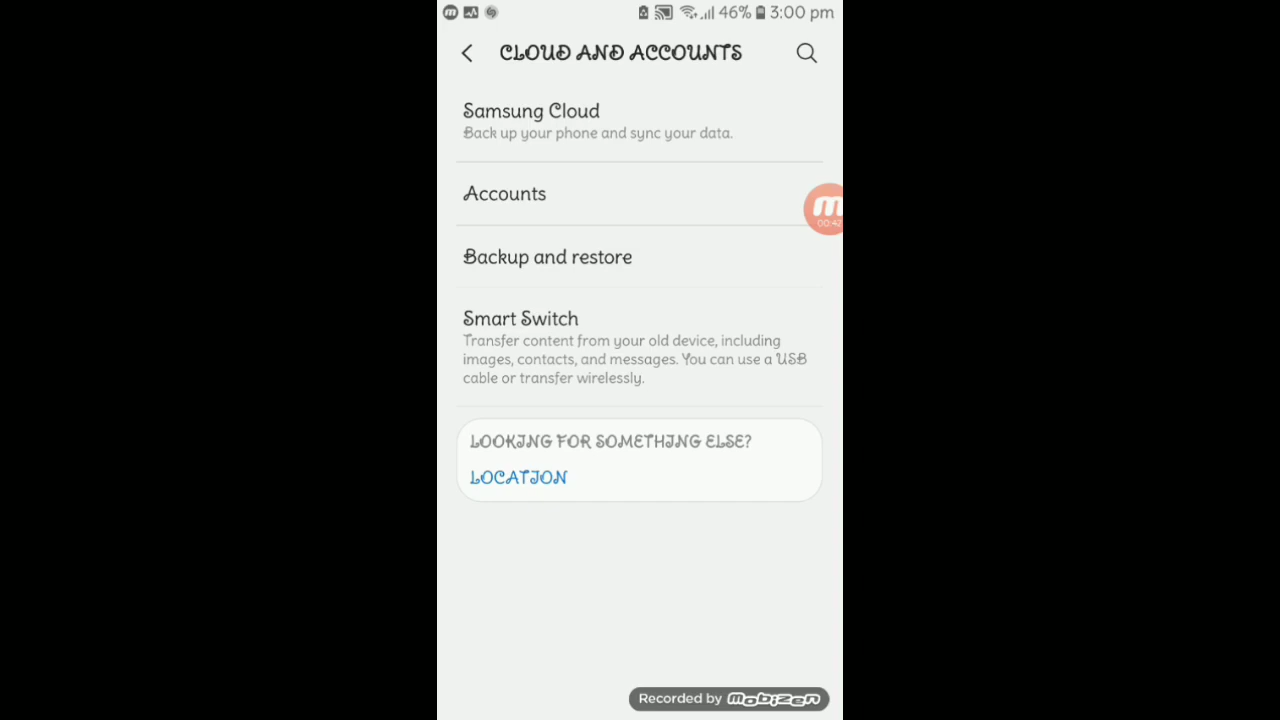 46% 3:00 pm
CLOUD AND ACCOUNTS
Samsung Cloud
Back up your phone and sync your data.
Accounts
00:42
Backup and restore
Smart Switch
Transfer content from your old device, including
images, contacts, and messages. You can use a USB
cable or transfer wirelessly.
LOOKING FOR SOMETHING ELSE?
LOCATION
Recorded by mobizen